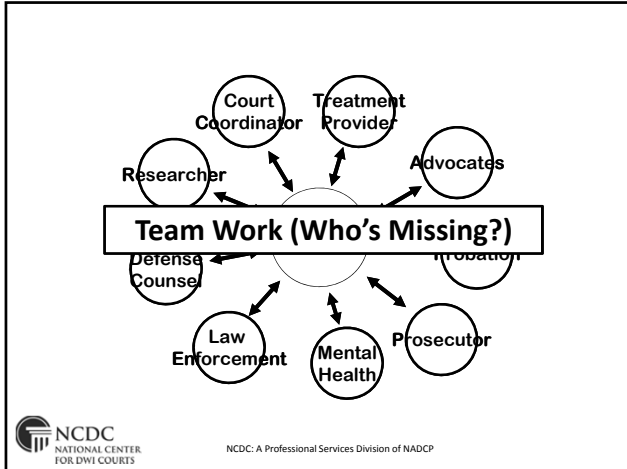 Court
Coordinator
Treatment
Provider
Researcher
Advocates
Team Work (Who's Missing?)
Defense
Counsel
Probation
Law
Enforcement
Mental
Health
Prosecutor
NCDC
NATIONAL CENTER
FOR DWI COURTS
NCDC: A Professional Services Division of NADCP